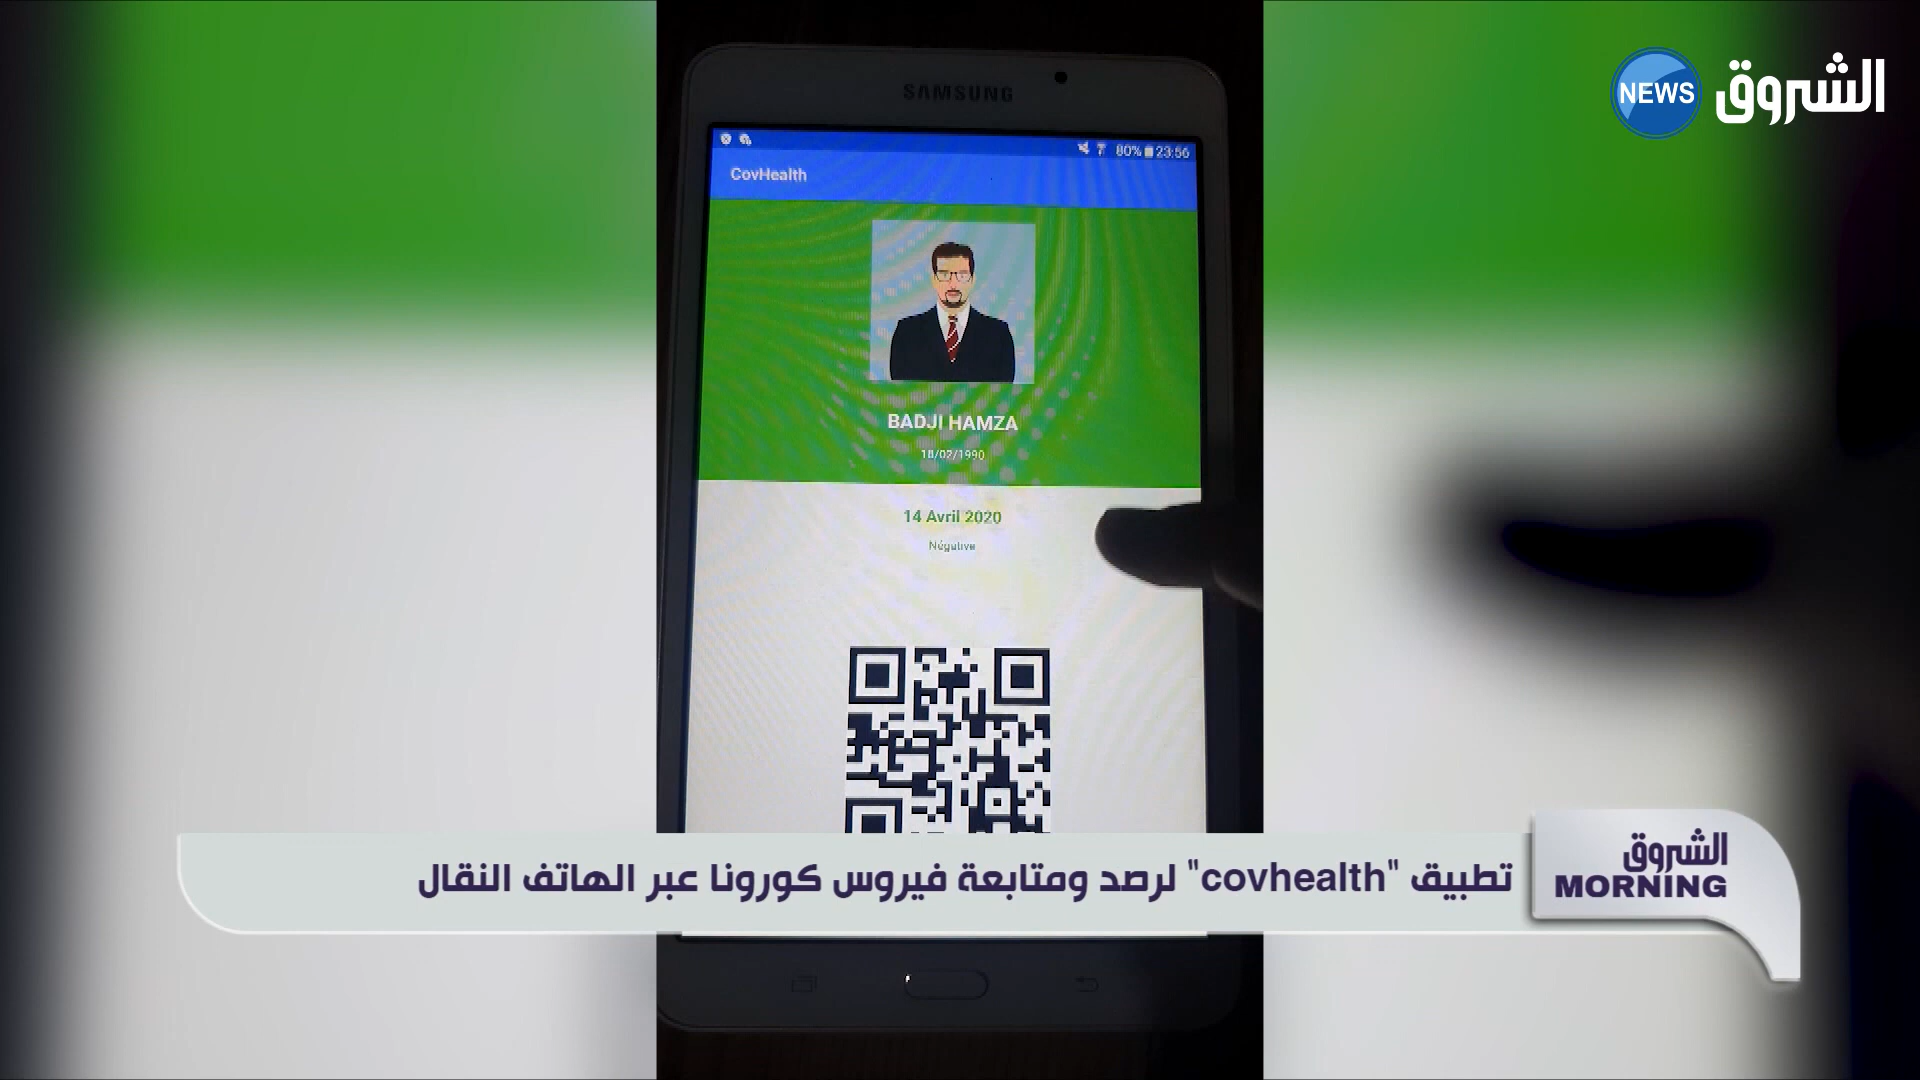 الشروق
NEWS
SAMSUNG
80% 23:56
CovHealth
BADJI HAMZA
18/02/1990
14 Avril 2020
Négative
الشروق
MORNING
تطبيق "covhealth" لرصد ومتابعة فيروس كورونا عبر الهاتف النقال